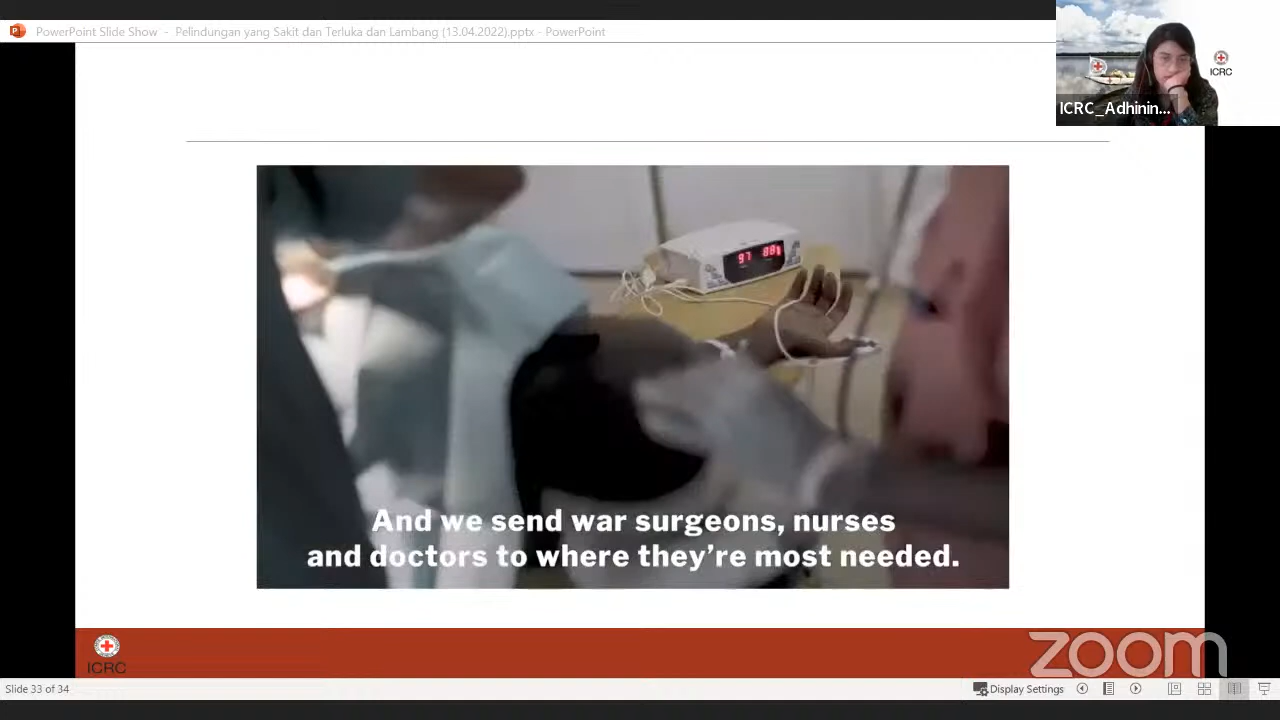 PowerPoint Slide Show - Pelindungan yang Sakit dan Terluka dan Lambang (13.04.2022).pptx - PowerPoint
ICRC
ICRC_Adhinin...
97 88
And we send war surgeons, nurses
and doctors to where they're most needed.
ICRC
zoom
Slide 33 of 34
Display Settings